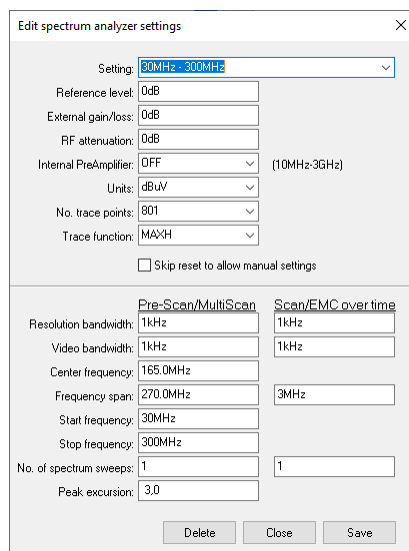 Edit spectrum analyzer settings
Setting: 30MHz - 300MHz
Reference level: 0dB
External gain/loss: 0dB
RF attenuation: 0dB
Internal PreAmplifier: OFF (10MHz-3GHz)
Units: dBuV
No. trace points: 801
Trace function: MAXH
Skip reset to allow manual settings
Pre-Scan/MultiScan Scan/EMC over time
Resolution bandwidth: 1kHz 1kHz
Video bandwidth: 1kHz 1kHz
Center frequency: 165.0MHz
Frequency span: 270.0MHz 3MHz
Start frequency: 30MHz
Stop frequency: 300MHz
No. of spectrum sweeps: 1 1
Peak excursion: 3,0
Delete Close Save